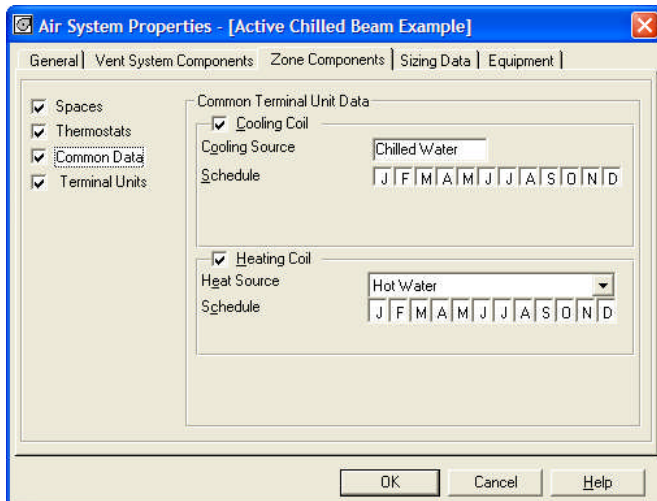 Air System Properties - [Active Chilled Beam Example]
General Vent System Components Zone Components Sizing Data Equipment
Spaces
Thermostats
Common Data
Terminal Units
Common Terminal Unit Data
Cooling Coil
Cooling Source Chilled Water
Schedule J F M A M J J A S O N D
Heating Coil
Heat Source Hot Water
Schedule J F M A M J J A S O N D
OK Cancel Help